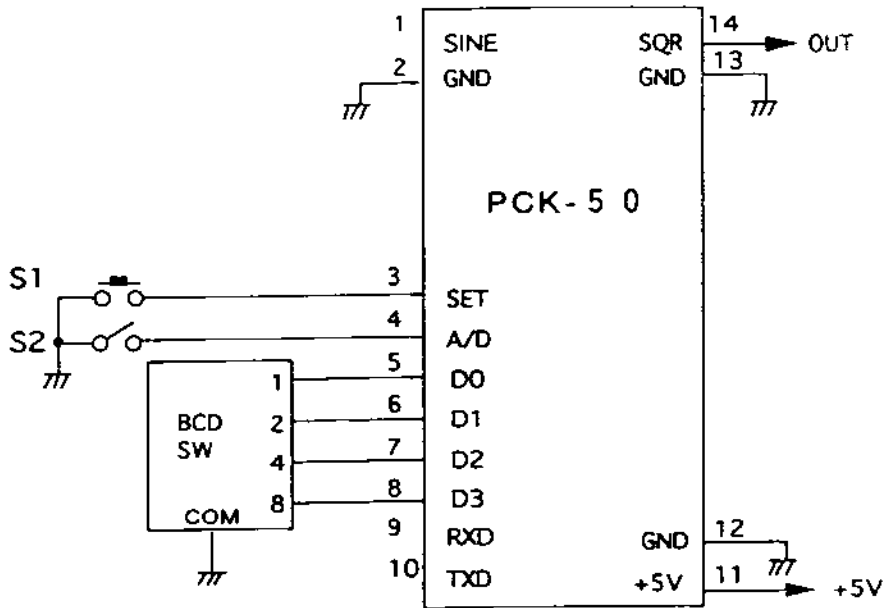 1 SINE SQR 14 OUT
2 GND GND 13
PCK-50
S1 3 SET
S2 4 A/D
1 5 D0
BCD 2 6 D1
SW 4 7 D2
8 8 D3
COM 9 RXD GND 12
10 TXD +5V 11 +5V